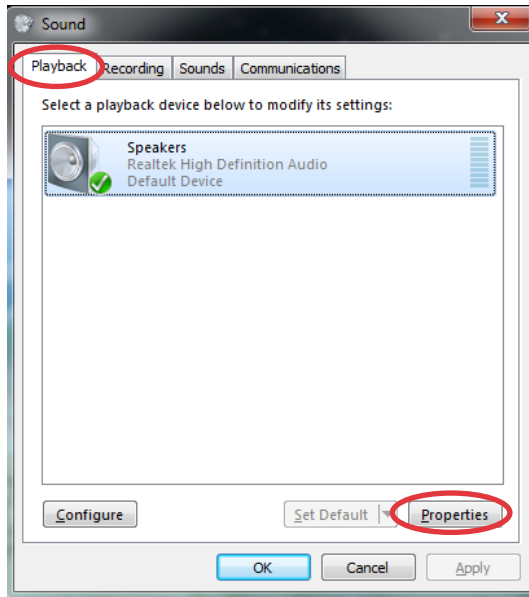 Sound
Playback Recording Sounds Communications
Select a playback device below to modify its settings:
Speakers
Realtek High Definition Audio
Default Device
Configure Set Default Properties
OK Cancel Apply